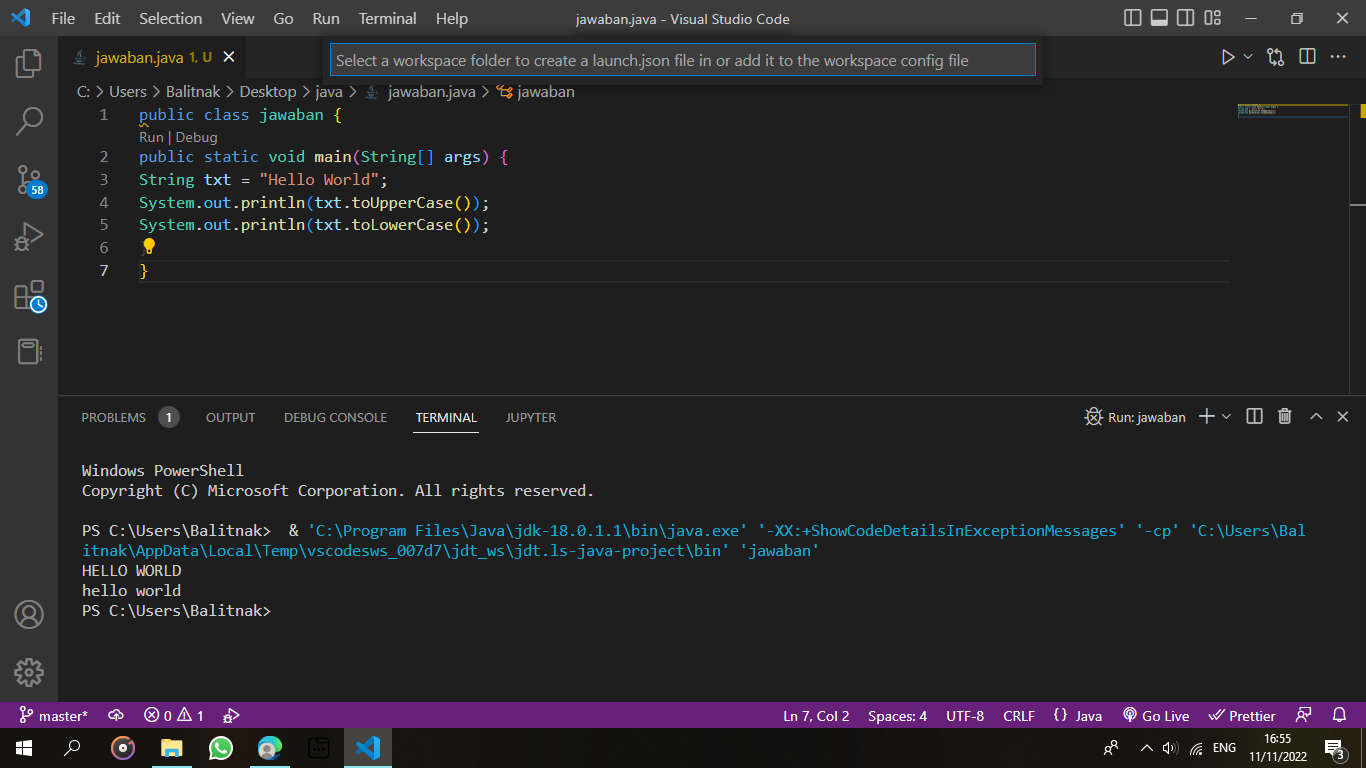 File Edit Selection View Go Run Terminal Help jawaban.java - Visual Studio Code
jawaban.java 1, U
Select a workspace folder to create a launch.json file in or add it to the workspace config file
C: > Users > Balitnak > Desktop > java > jawaban.java > jawaban
1 public class jawaban {
Run | Debug
2 public static void main(String[] args) {
3 String txt = "Hello World";
4 System.out.println(txt.toUpperCase());
5 System.out.println(txt.toLowerCase());
6 }
7 }
58
PROBLEMS 1 OUTPUT DEBUG CONSOLE TERMINAL JUPYTER Run: jawaban
Windows PowerShell
Copyright (C) Microsoft Corporation. All rights reserved.
PS C:\Users\Balitnak>  & 'C:\Program Files\Java\jdk-18.0.1.1\bin\java.exe' '-XX:+ShowCodeDetailsInExceptionMessages' '-cp' 'C:\Users\Bal
itnak\AppData\Local\Temp\vscodesws_007d7\jdt_ws\jdt.ls-java-project\bin' 'jawaban'
HELLO WORLD
hello world
PS C:\Users\Balitnak>
master* 0 1 Ln 7, Col 2 Spaces: 4 UTF-8 CRLF {} Java Go Live Prettier
ENG 16:55
11/11/2022 3